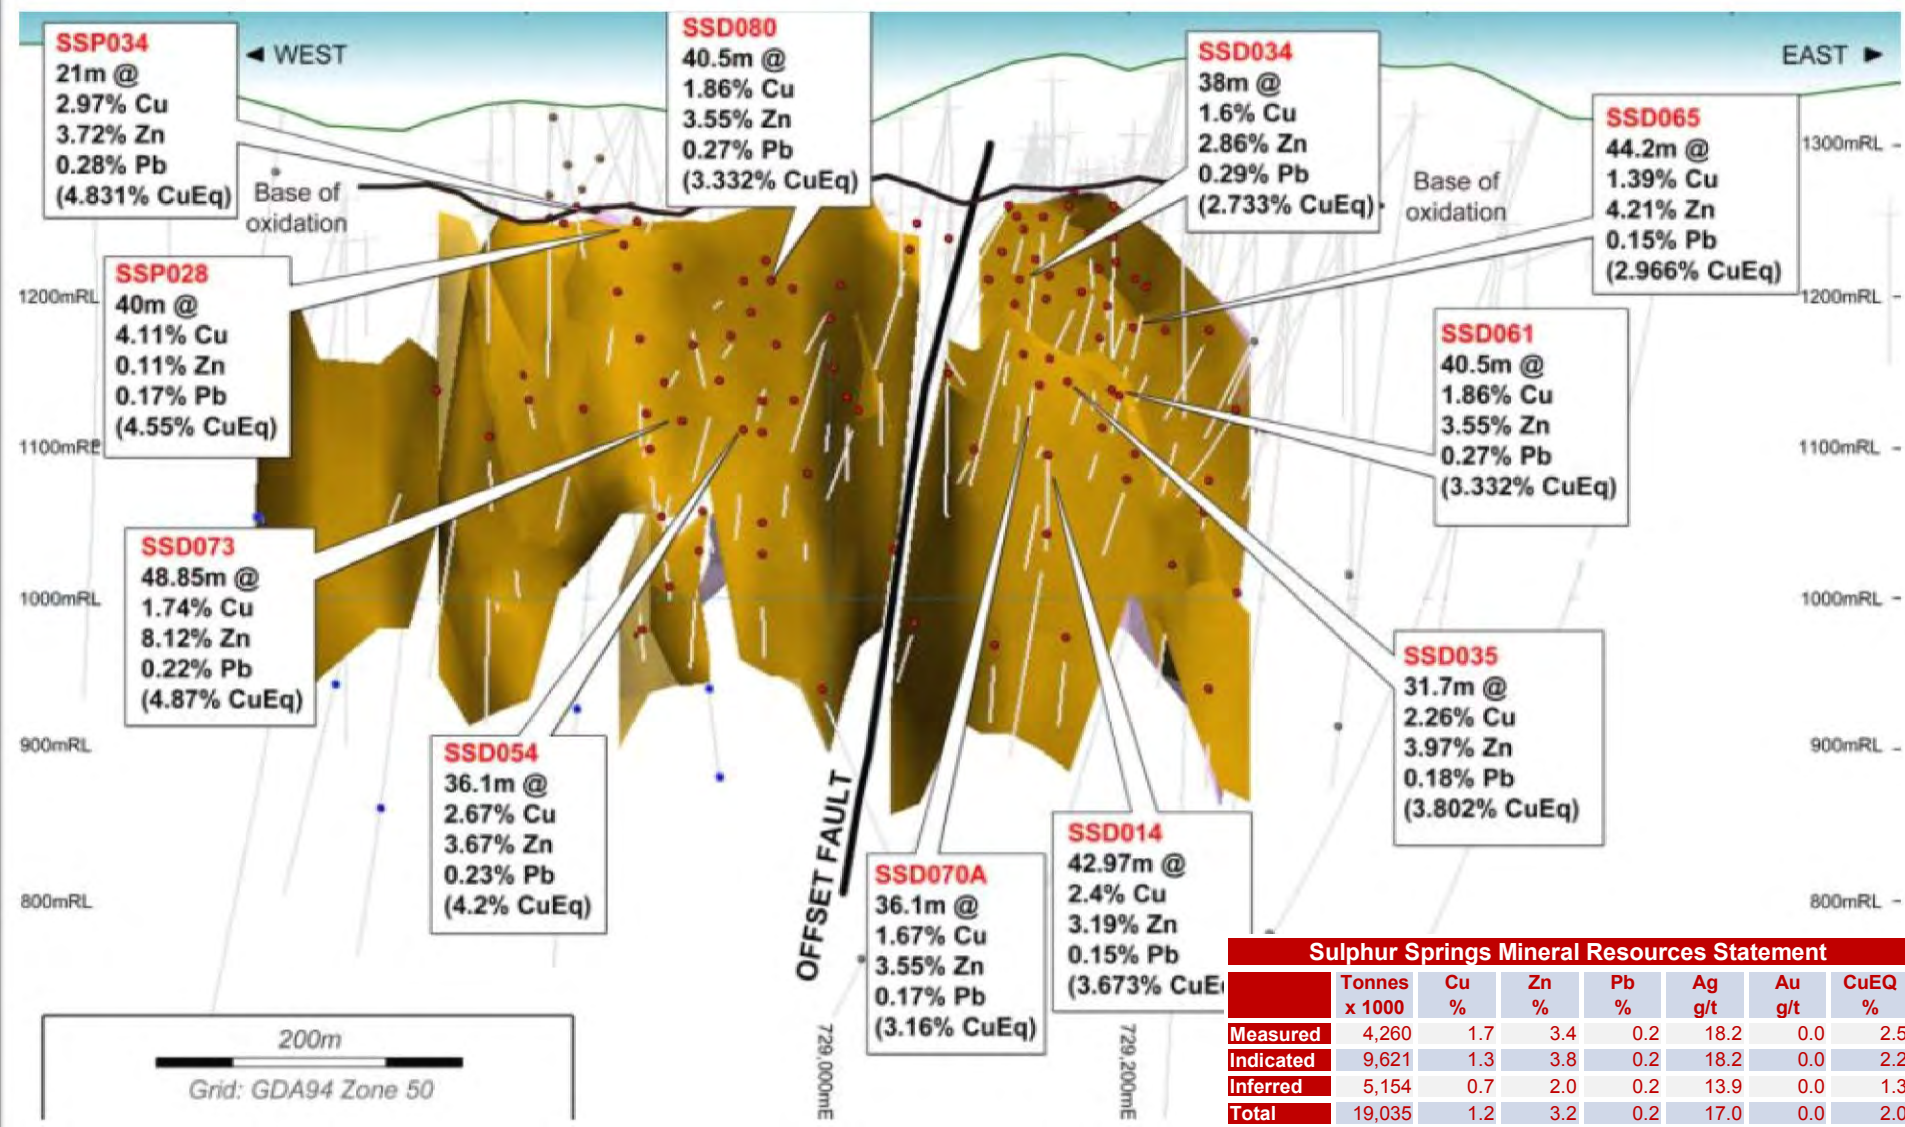 SSP034
21m @
2.97% Cu
3.72% Zn
0.28% Pb
(4.831% CuEq)
◄ WEST
SSD080
40.5m @
1.86% Cu
3.55% Zn
0.27% Pb
(3.332% CuEq)
SSD034
38m @
1.6% Cu
2.86% Zn
0.29% Pb
(2.733% CuEq)
EAST ►
SSD065
44.2m @
1.39% Cu
4.21% Zn
0.15% Pb
(2.966% CuEq)
Base of
oxidation
Base of
oxidation
1300mRL
1200mRL
1200mRL
SSP028
40m @
4.11% Cu
0.11% Zn
0.17% Pb
(4.55% CuEq)
SSD061
40.5m @
1.86% Cu
3.55% Zn
0.27% Pb
(3.332% CuEq)
1100mRL
1100mRL
SSD073
48.85m @
1.74% Cu
8.12% Zn
0.22% Pb
(4.87% CuEq)
1000mRL
1000mRL
SSD035
31.7m @
2.26% Cu
3.97% Zn
0.18% Pb
(3.802% CuEq)
900mRL
900mRL
SSD054
36.1m @
2.67% Cu
3.67% Zn
0.23% Pb
(4.2% CuEq)
OFFSET FAULT
SSD070A
36.1m @
1.67% Cu
3.55% Zn
0.17% Pb
(3.16% CuEq)
SSD014
42.97m @
2.4% Cu
3.19% Zn
0.15% Pb
(3.673% CuE
800mRL
800mRL
200m
Grid: GDA94 Zone 50
729,000mE
729,200mE
Sulphur Springs Mineral Resources Statement
Tonnes Cu Zn Pb Ag Au CuEQ
x 1000 % % % g/t g/t %
Measured 4,260 1.7 3.4 0.2 18.2 0.0 2.5
Indicated 9,621 1.3 3.8 0.2 18.2 0.0 2.2
Inferred 5,154 0.7 2.0 0.2 13.9 0.0 1.3
Total 19,035 1.2 3.2 0.2 17.0 0.0 2.0